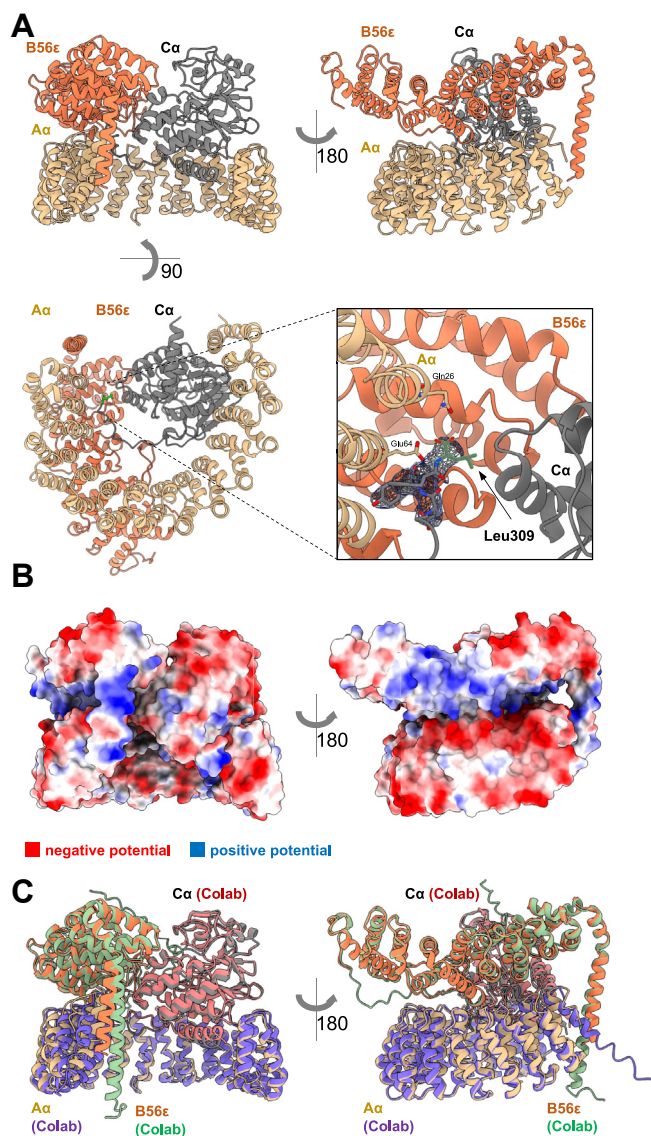 A
B56ε
Cα
Aα
B56ε
Cα
Aα
180
90
Aα
B56ε
Cα
B56ε
Aα
Gln26
Glu64
Cα
Leu309
B
180
negative potential
positive potential
C
Cα (Colab)
Cα (Colab)
180
Aα
(Colab)
B56ε
(Colab)
Aα
(Colab)
B56ε
(Colab)